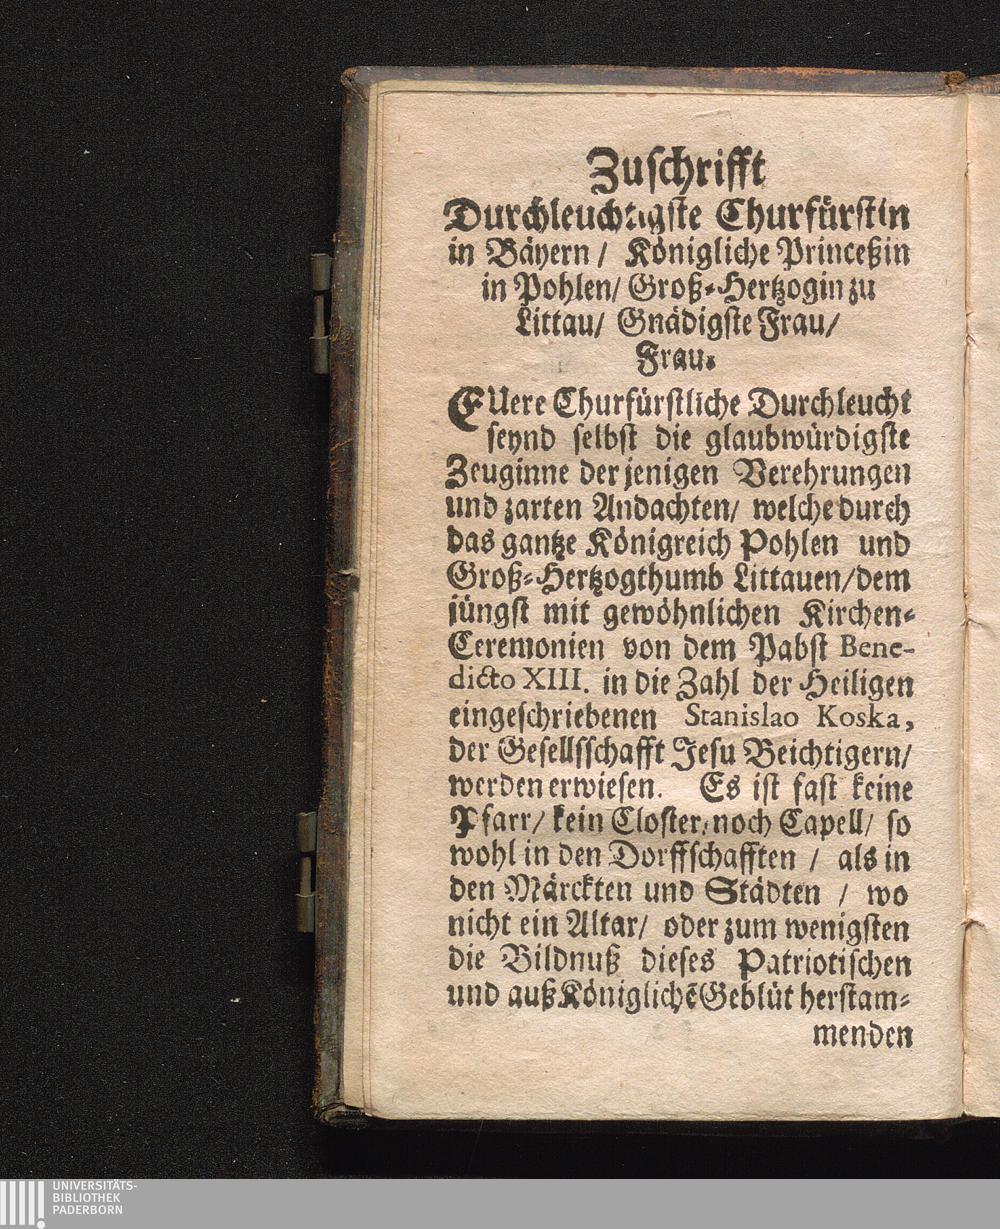 Zuschrifft
Durchleuchtigste Churfürstin
in Bäyern / Königliche Princeßin
in Pohlen/ Groß-Hertzogin zu
Littau/ Gnädigste Frau/
Frau.
EUere Churfürstliche Durchleucht
seynd selbst die glaubwürdigste
Zeuginne der jenigen Verehrungen
und zarten Andachten/ welche durch
das gantze Königreich Pohlen und
Groß-Hertzogthumb Littauen/dem
jüngst mit gewöhnlichen Kirchen-
Ceremonien von dem Pabst Bene-
dicto XIII. in die Zahl der Heiligen
eingeschriebenen Stanislao Koska,
der Gesellsschafft Jesu Beichtigern/
werden erwiesen. Es ist fast keine
Pfarr/ kein Closter/noch Capell/ so
wohl in den Dorffschafften / als in
den Märckten und Städten / wo
nicht ein Altar/ oder zum wenigsten
die Bildnuß dieses Patriotischen
und auß Königlichẽ Geblüt herstam-
menden
UNIVERSITÄTS-
BIBLIOTHEK
PADERBORN